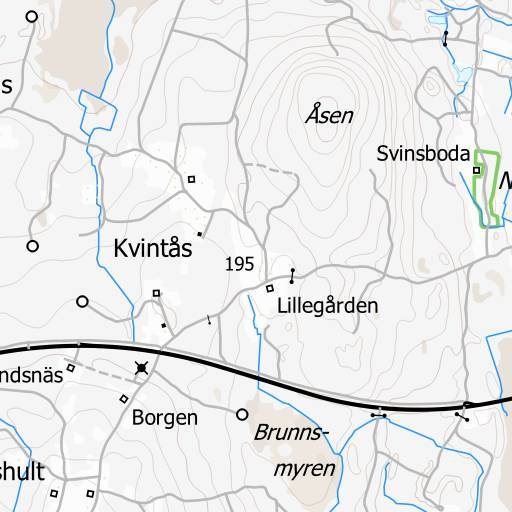 s
Åsen
Svinsboda
N
Kvintås
195
Lillegården
ndsnäs
Borgen
Brunns-
myren
shult